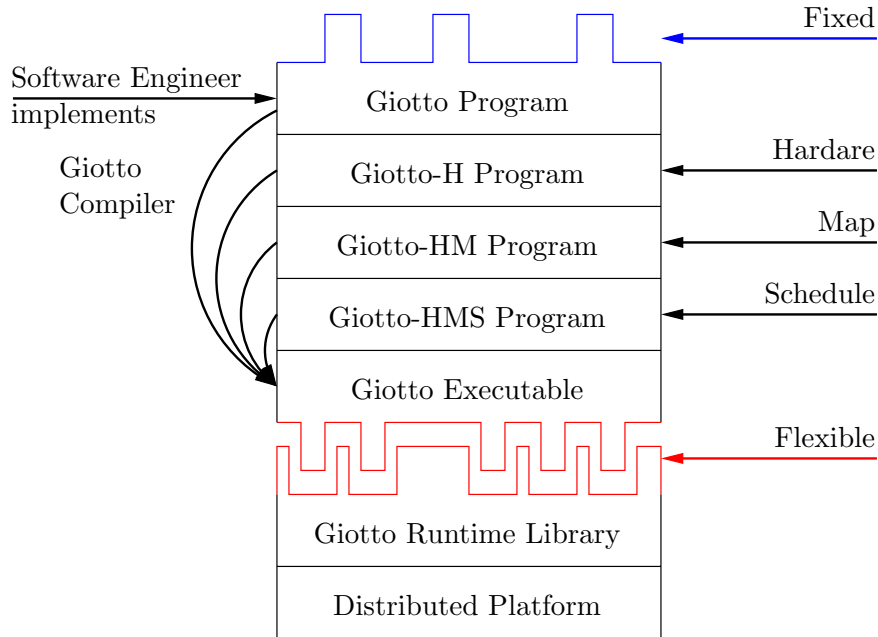 Fixed
Software Engineer
implements
Giotto Program
Giotto
Compiler
Giotto-H Program
Hardare
Giotto-HM Program
Map
Giotto-HMS Program
Schedule
Giotto Executable
Flexible
Giotto Runtime Library
Distributed Platform